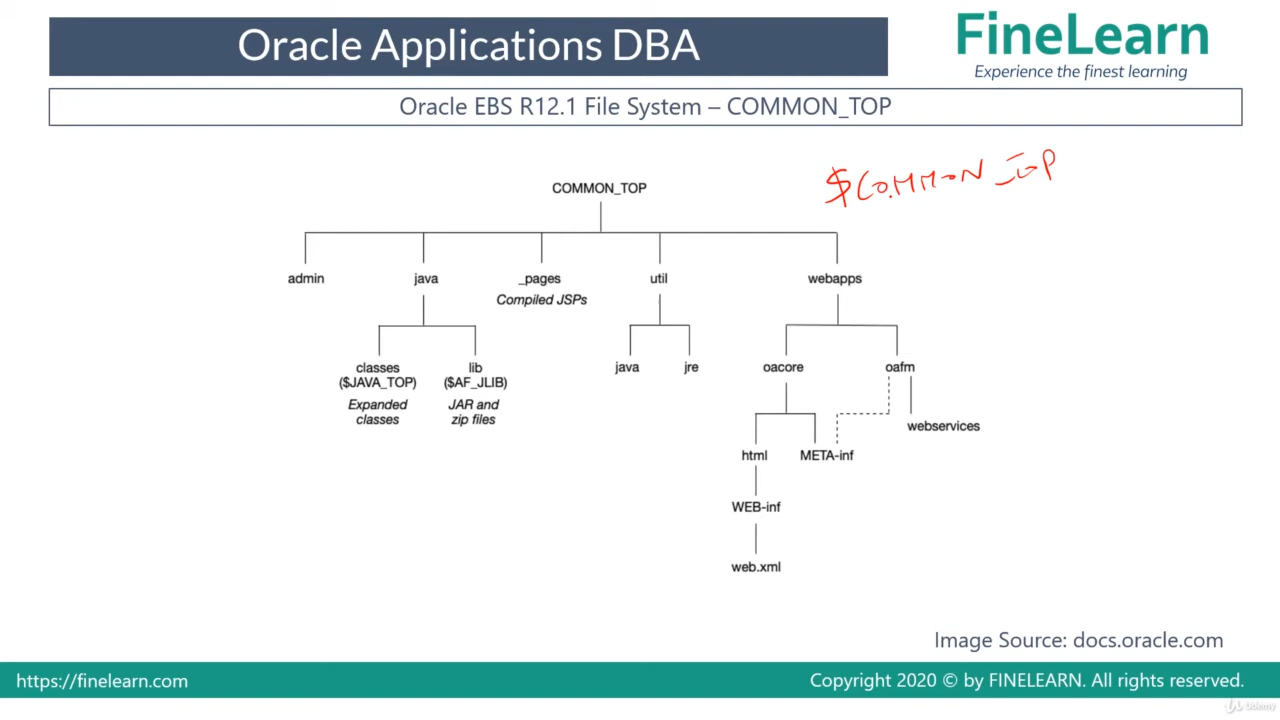 Oracle Applications DBA
FineLearn
Experience the finest learning
Oracle EBS R12.1 File System – COMMON_TOP
$COMMON_TOP
COMMON_TOP
admin
java
_pages
util
webapps
Compiled JSPs
classes
($JAVA_TOP)
Expanded
classes
lib
($AF_JLIB)
JAR and
zip files
java
jre
oacore
oafm
webservices
html
META-inf
WEB-inf
web.xml
Image Source: docs.oracle.com
https://finelearn.com
Copyright 2020 © by FINELEARN. All rights reserved.
Udemy